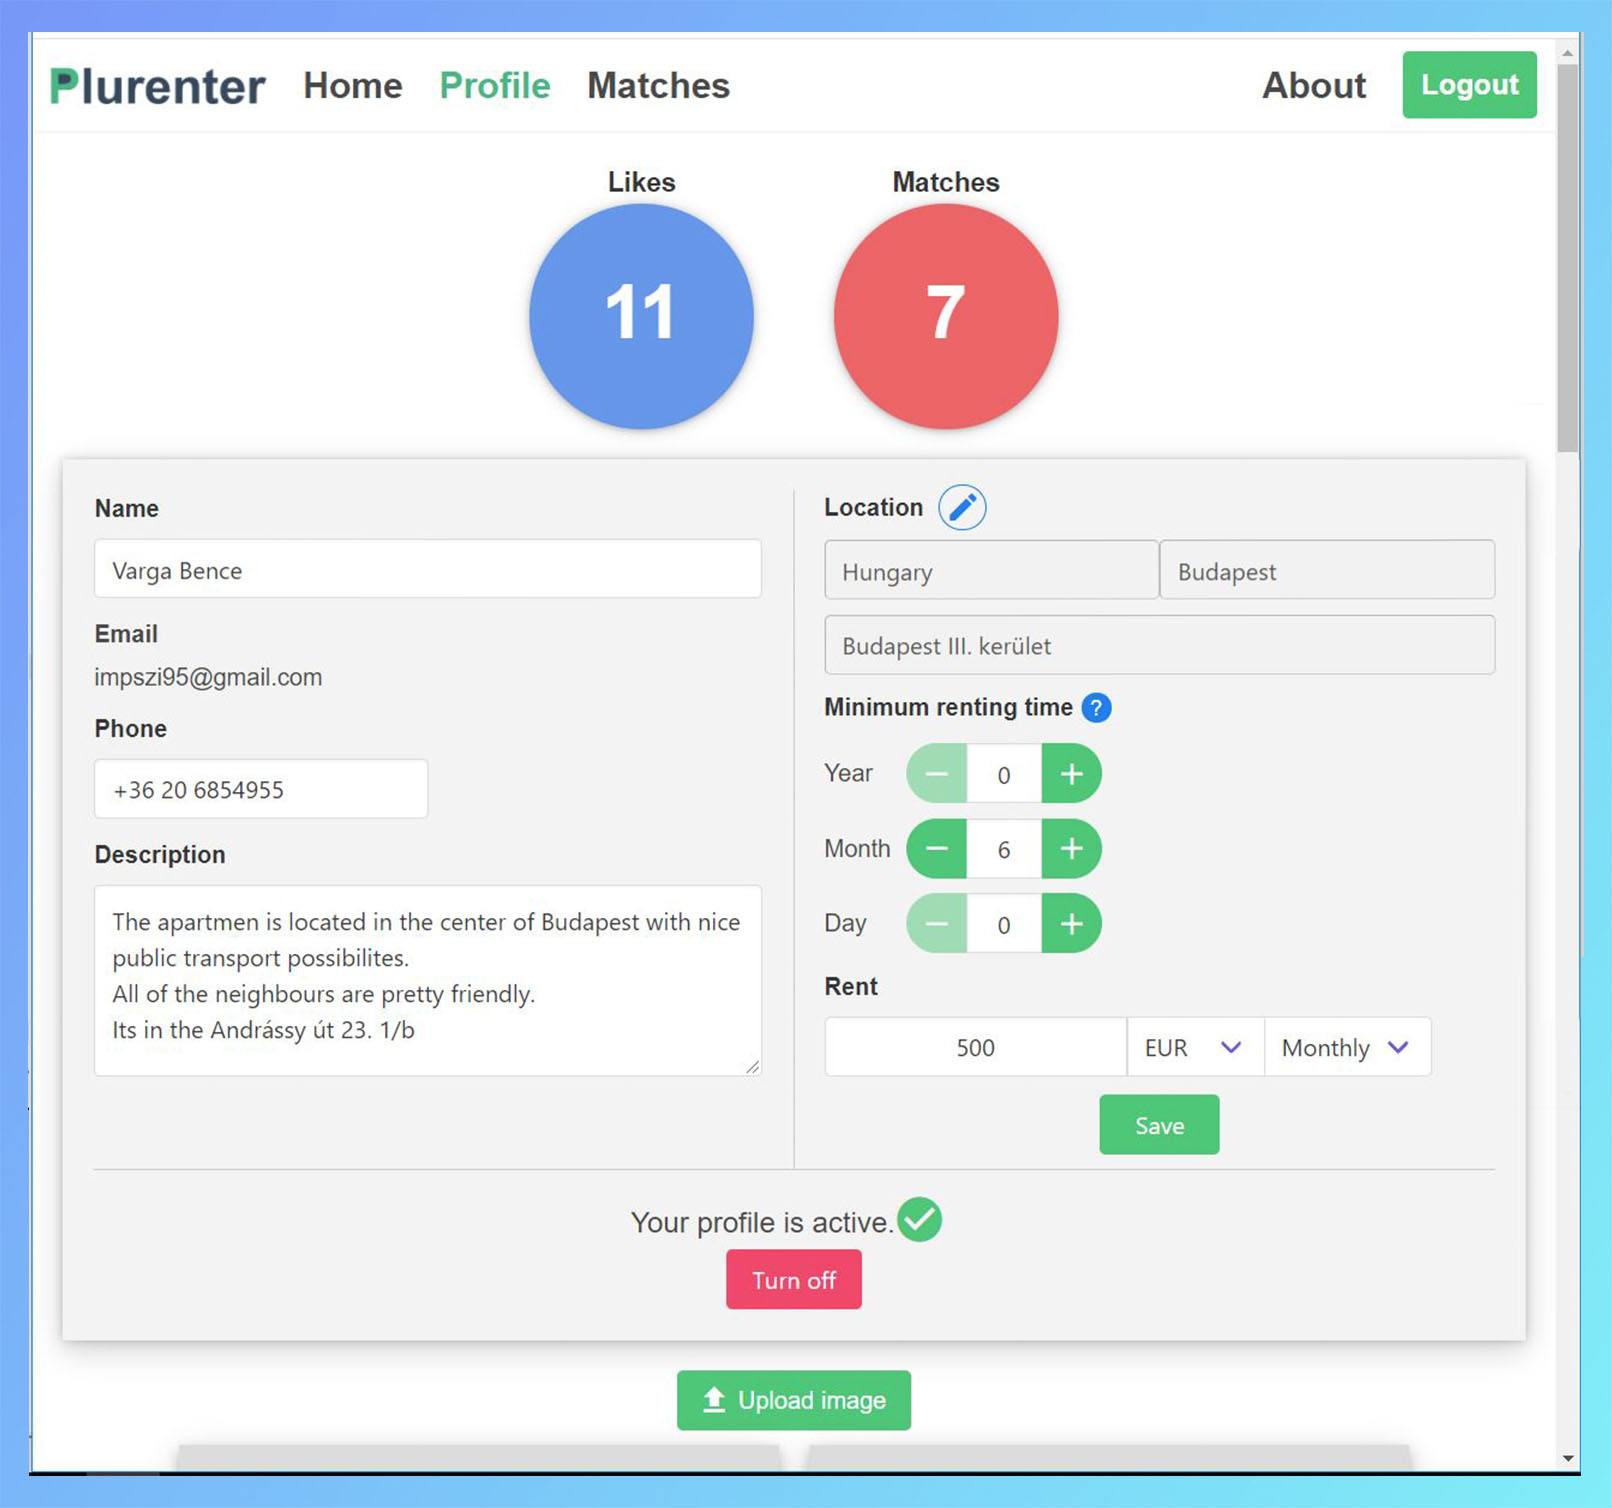 Plurenter Home Profile Matches About Logout
Likes Matches
11 7
Name
Varga Bence
Email
impszi95@gmail.com
Phone
+36 20 6854955
Description
The apartmen is located in the center of Budapest with nice
public transport possibilites.
All of the neighbours are pretty friendly.
Its in the Andrássy út 23. 1/b
Location
Hungary Budapest
Budapest III. kerület
Minimum renting time ?
Year − 0 +
Month − 6 +
Day − 0 +
Rent
500 EUR Monthly
Save
Your profile is active.
Turn off
Upload image